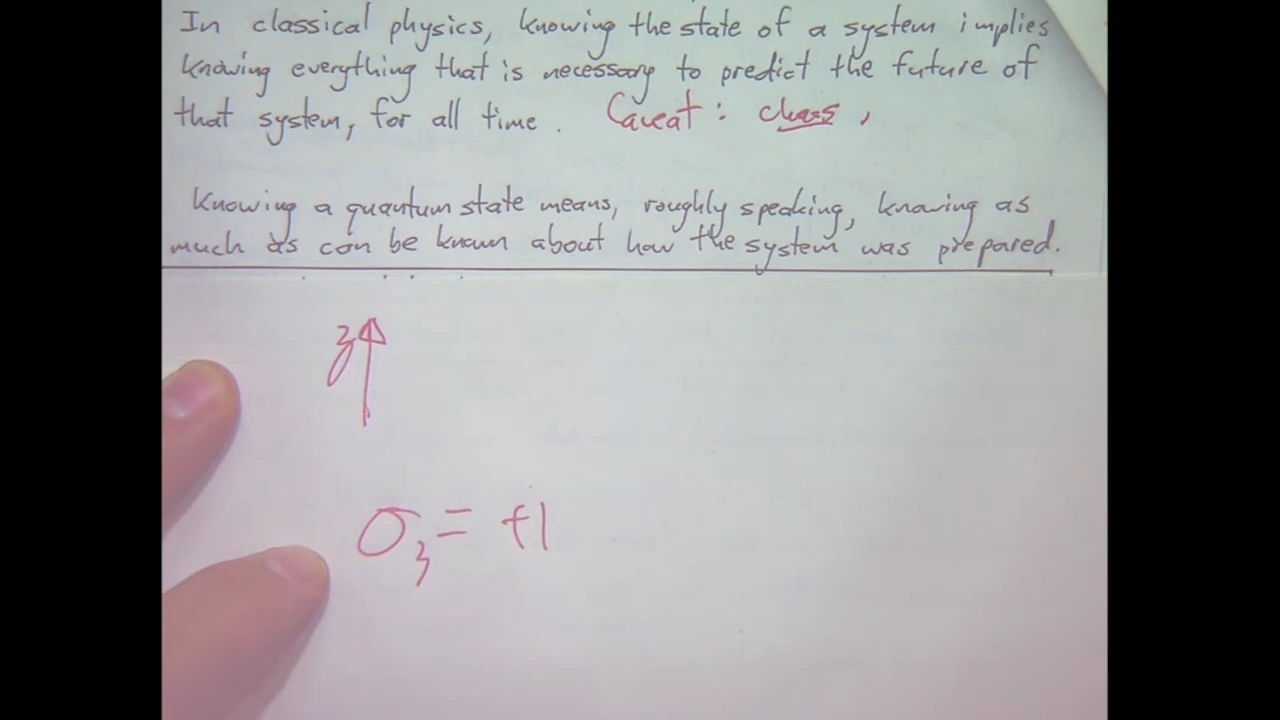 In classical physics, knowing the state of a system implies
knowing everything that is necessary to predict the future of
that system, for all time. Caveat: chaos,
Knowing a quantum state means, roughly speaking, knowing as
much as can be known about how the system was prepared.
z
σz = +1